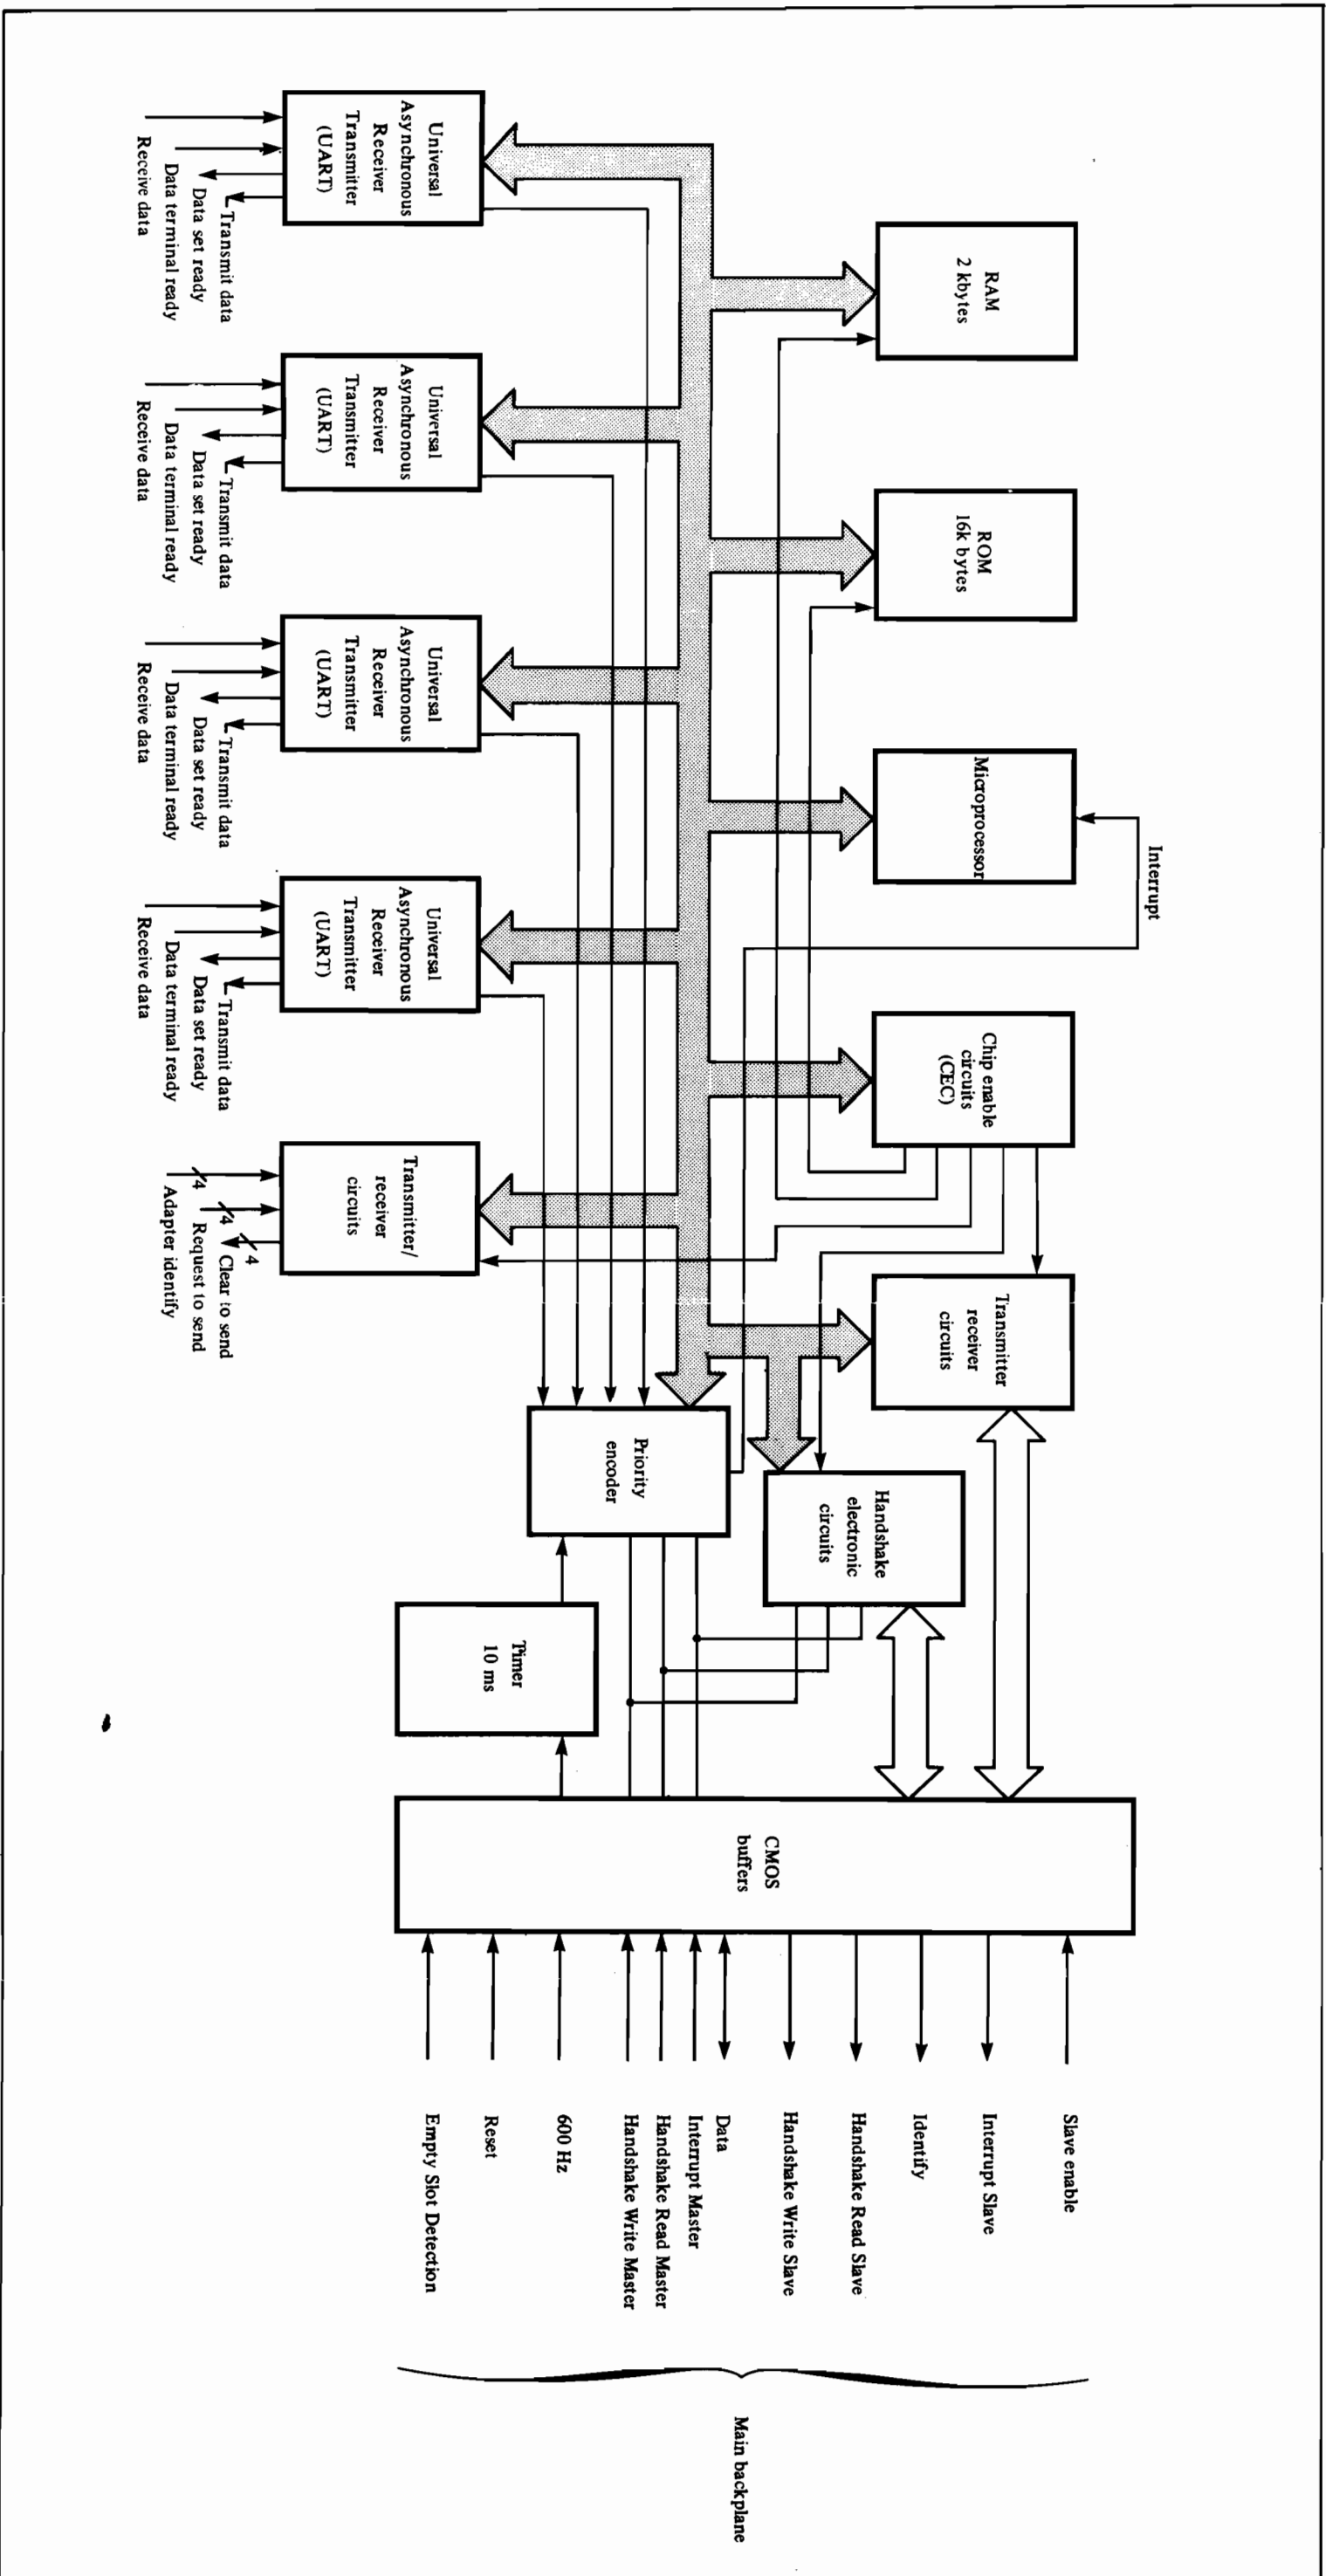 Interrupt
RAM
2 kbytes
ROM
16k bytes
Microprocessor
Chip enable
circuits
(CEC)
Transmitter
receiver
circuits
Handshake
electronic
circuits
Priority
encoder
Timer
10 ms
CMOS
buffers
Slave enable
Interrupt Slave
Identify
Handshake Read Slave
Handshake Write Slave
Data
Interrupt Master
Handshake Read Master
Handshake Write Master
600 Hz
Reset
Empty Slot Detection
Main backplane
Universal
Asynchronous
Receiver
Transmitter
(UART)
Transmit data
Data set ready
Data terminal ready
Receive data
Universal
Asynchronous
Receiver
Transmitter
(UART)
Transmit data
Data set ready
Data terminal ready
Receive data
Universal
Asynchronous
Receiver
Transmitter
(UART)
Transmit data
Data set ready
Data terminal ready
Receive data
Universal
Asynchronous
Receiver
Transmitter
(UART)
Transmit data
Data set ready
Data terminal ready
Receive data
Transmitter/
receiver
circuits
4
4
4
Clear to send
Request to send
Adapter identify